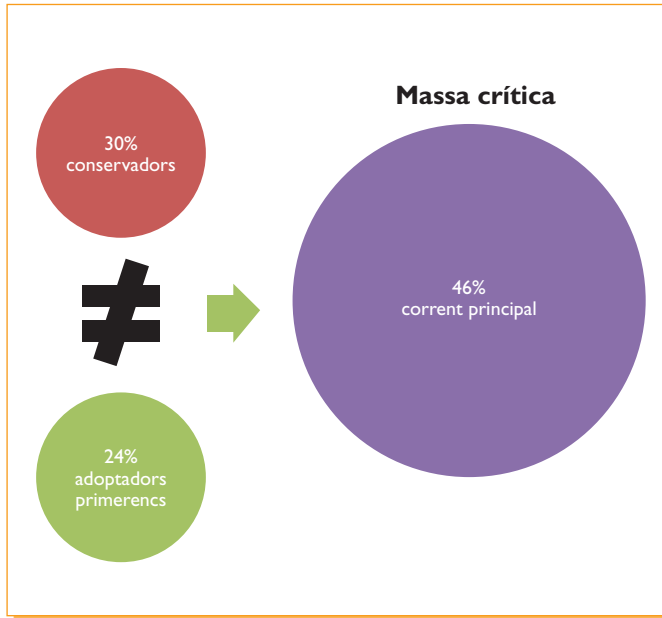 30%
conservadors
≠
24%
adoptadors
primerencs
Massa crítica
46%
corrent principal